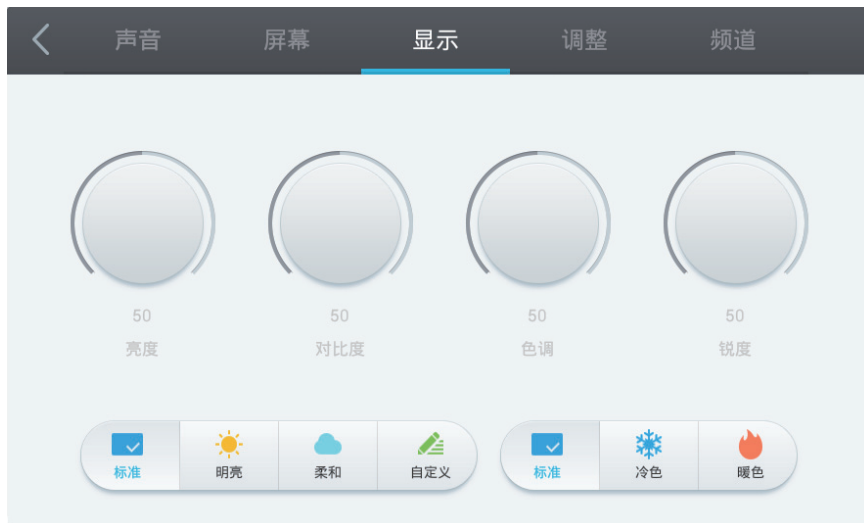 声音 屏幕 显示 调整 频道
50 50 50 50
亮度 对比度 色调 锐度
标准 明亮 柔和 自定义 标准 冷色 暖色